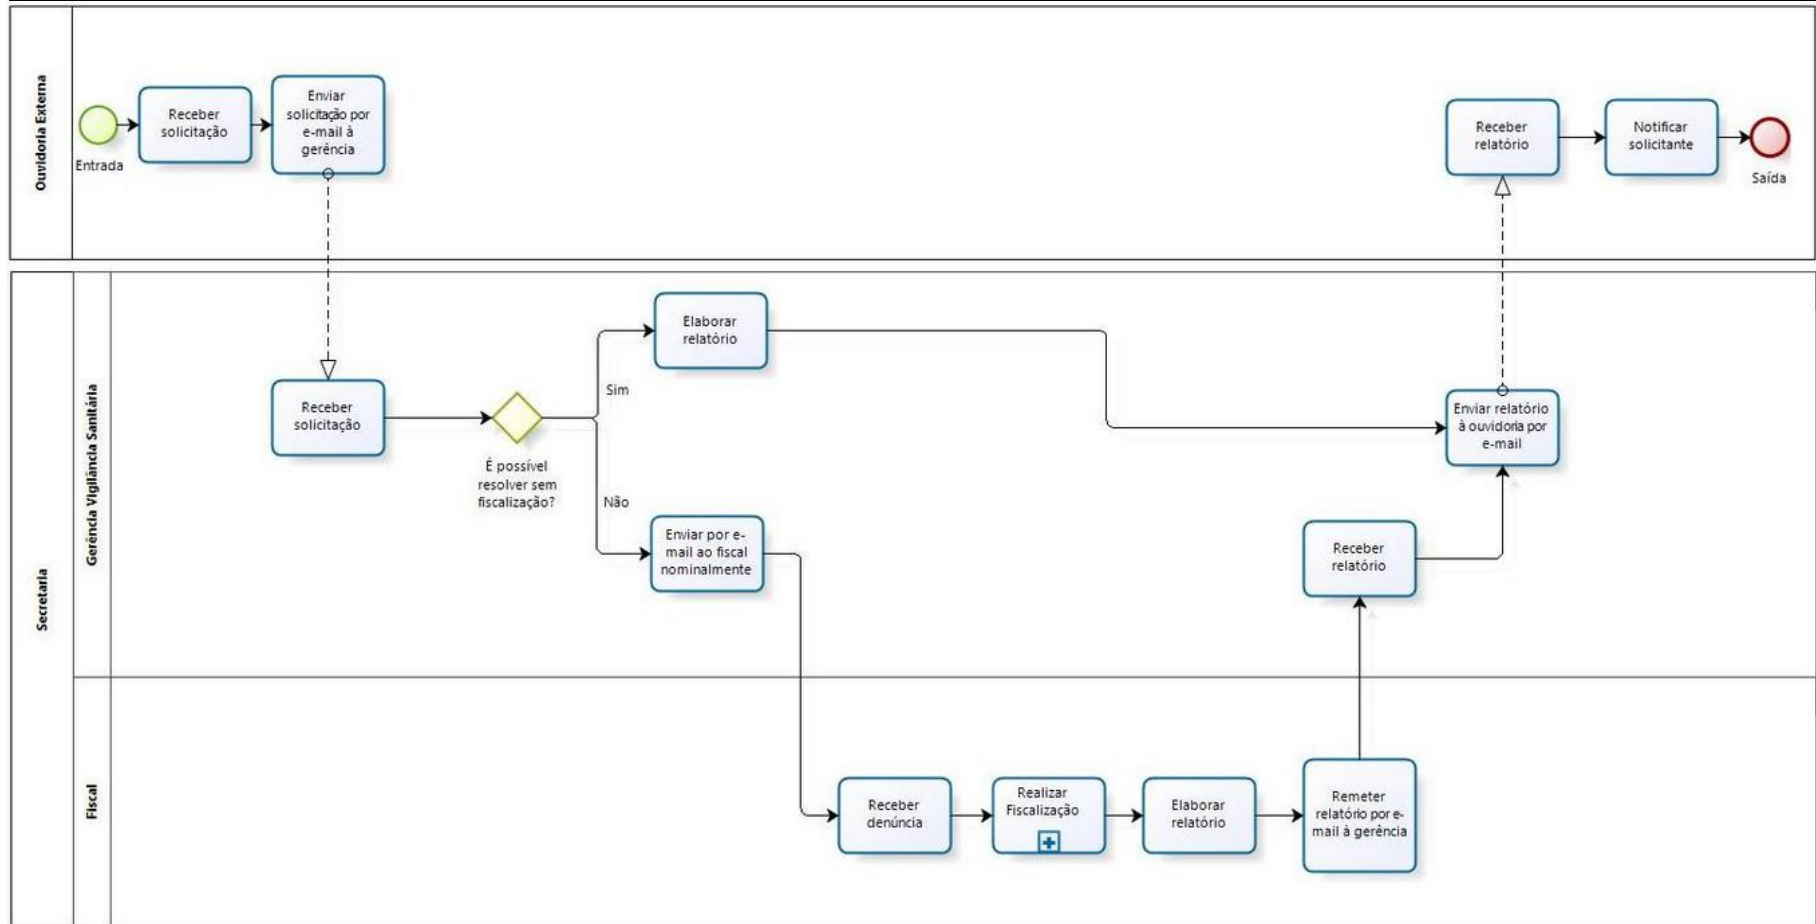 Ouvidoria Externa
Entrada
Receber
solicitação
Enviar
solicitação por
e-mail à
gerência
Receber
relatório
Notificar
solicitante
Saída
Secretaria
Gerência Vigilância Sanitária
Receber
solicitação
É possível
resolver sem
fiscalização?
Sim
Não
Elaborar
relatório
Enviar por e-
mail ao fiscal
nominalmente
Enviar relatório
à ouvidoria por
e-mail
Receber
relatório
Fiscal
Receber
denúncia
Realizar
Fiscalização
Elaborar
relatório
Remeter
relatório por e-
mail à gerência